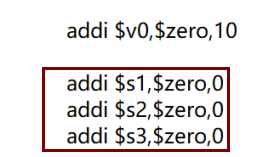 addi $v0,$zero,10
addi $s1,$zero,0
addi $s2,$zero,0
addi $s3,$zero,0